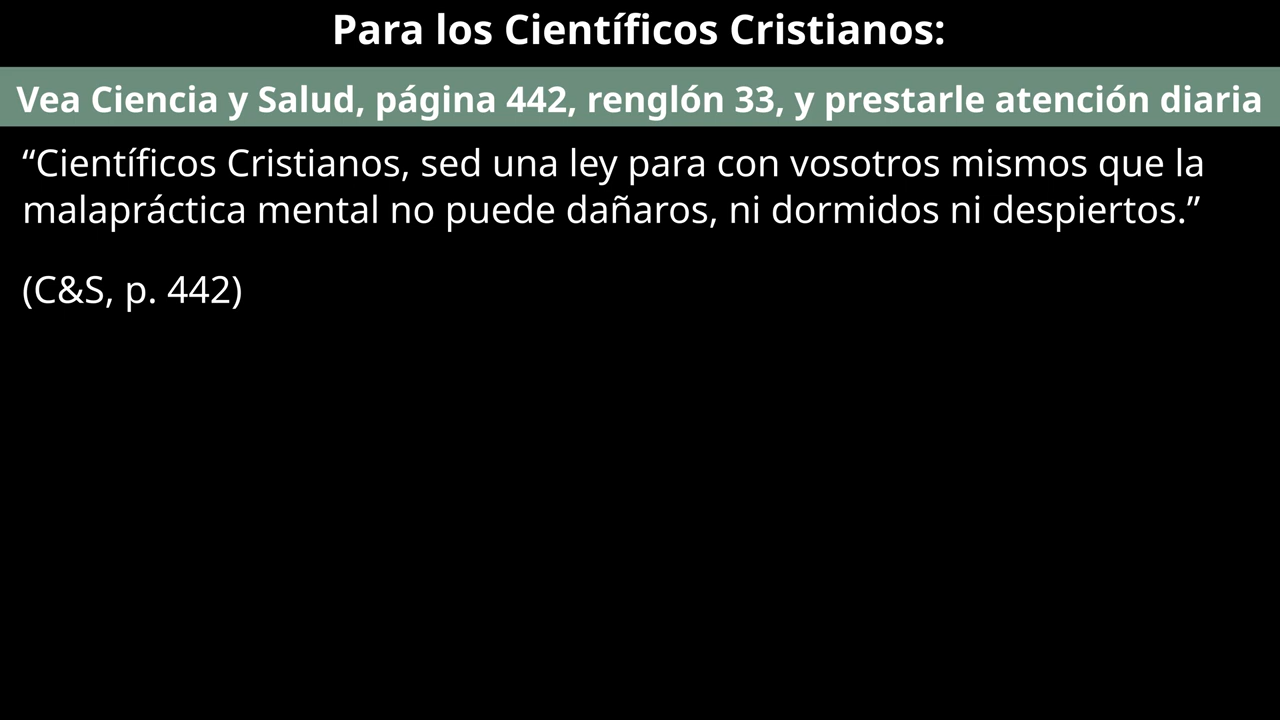 Para los Científicos Cristianos:
Vea Ciencia y Salud, página 442, renglón 33, y prestarle atención diaria
“Científicos Cristianos, sed una ley para con vosotros mismos que la
malapráctica mental no puede dañaros, ni dormidos ni despiertos.”
(C&S, p. 442)